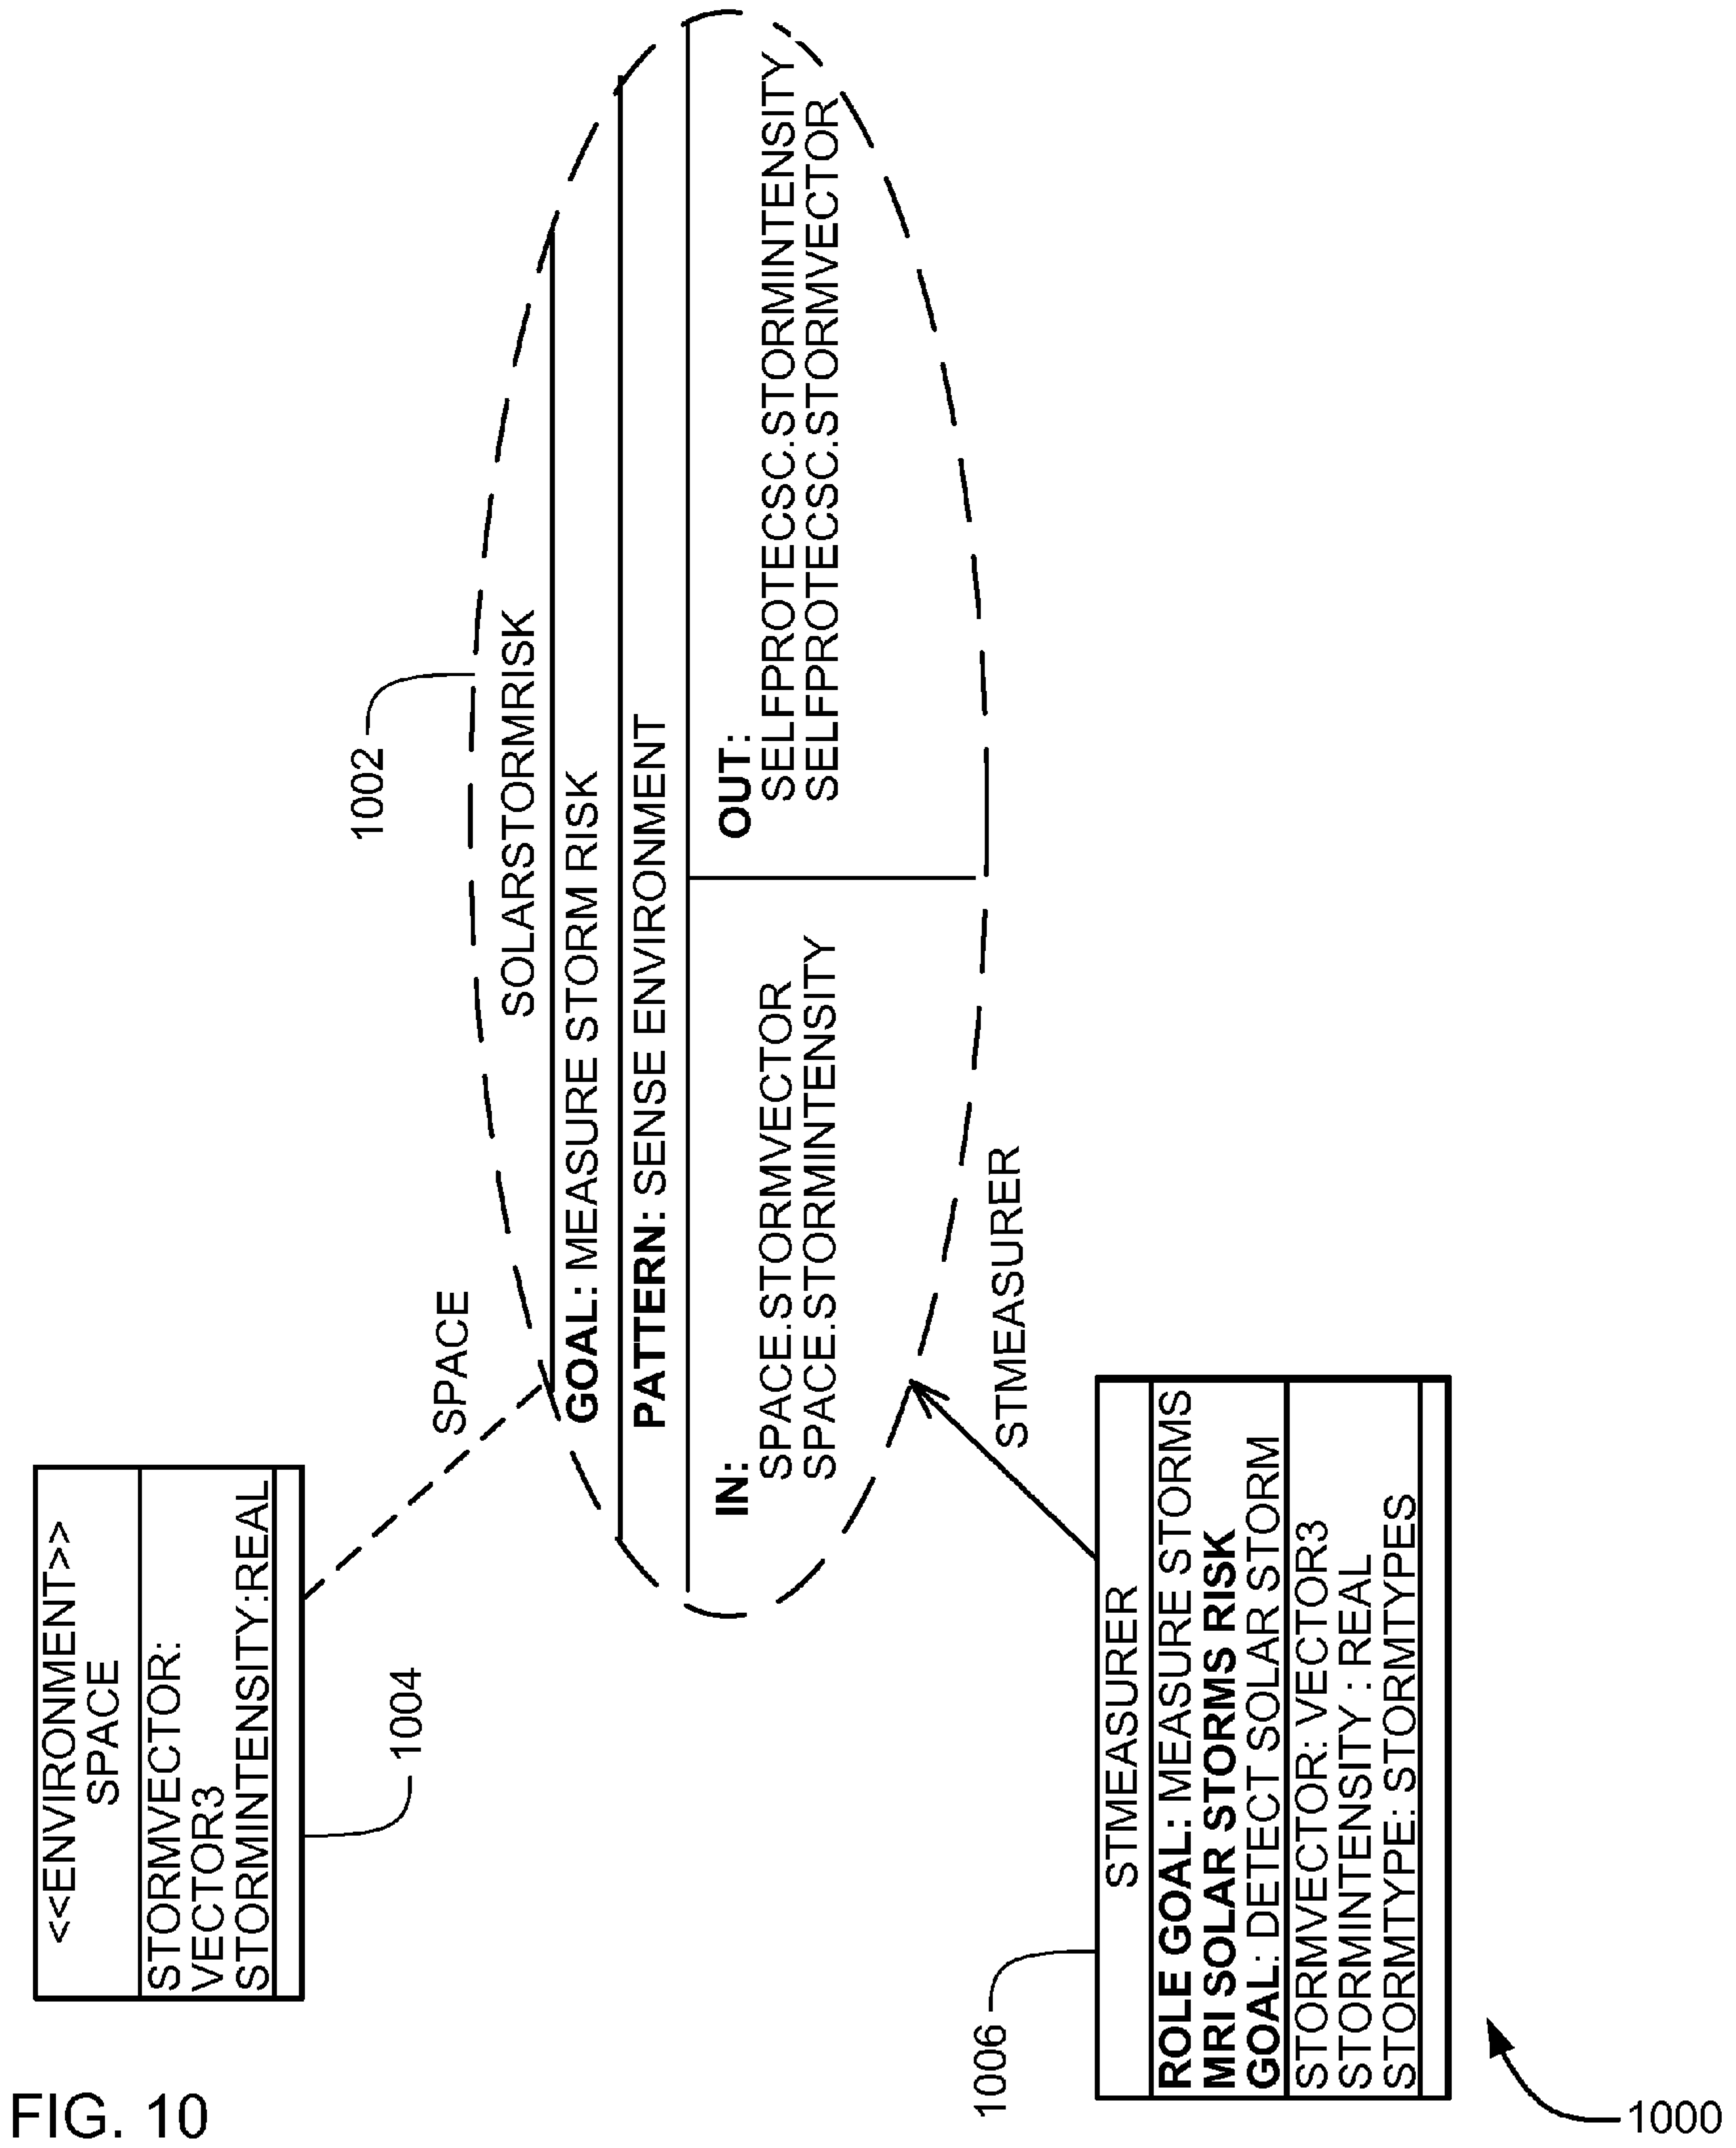 FIG. 10
<<ENVIRONMENT>>
SPACE
STORMVECTOR:
VECTOR3
STORMINTENSITY:REAL
1004
SPACE
1002
SOLARSTORMRISK
GOAL: MEASURE STORM RISK
PATTERN: SENSE ENVIRONMENT
IN:
SPACE.STORMVECTOR
SPACE.STORMINTENSITY
OUT:
SELFPROTECSC.STORMINTENSITY
SELFPROTECSC.STORMVECTOR
STMEASURER
1006
STMEASURER
ROLE GOAL: MEASURE STORMS
MRI SOLAR STORMS RISK
GOAL: DETECT SOLAR STORM
STORMVECTOR: VECTOR3
STORMINTENSITY : REAL
STORMTYPE: STORMTYPES
1000